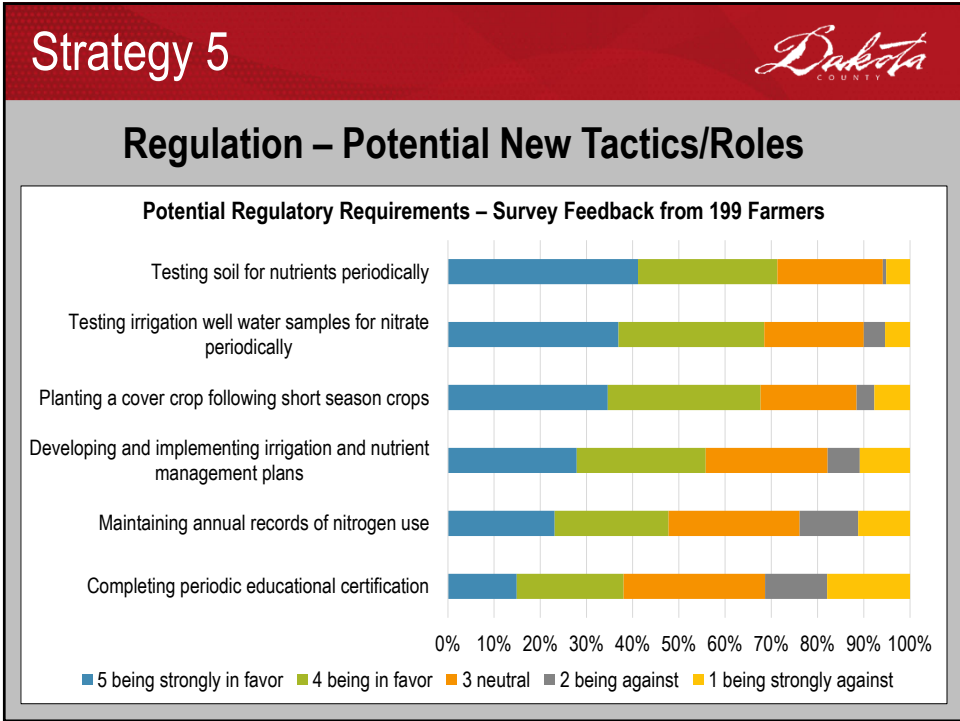 Strategy 5
Dakota
COUNTY
Regulation – Potential New Tactics/Roles
Potential Regulatory Requirements – Survey Feedback from 199 Farmers
Testing soil for nutrients periodically
Testing irrigation well water samples for nitrate
periodically
Planting a cover crop following short season crops
Developing and implementing irrigation and nutrient
management plans
Maintaining annual records of nitrogen use
Completing periodic educational certification
0% 10% 20% 30% 40% 50% 60% 70% 80% 90% 100%
5 being strongly in favor 4 being in favor 3 neutral 2 being against 1 being strongly against